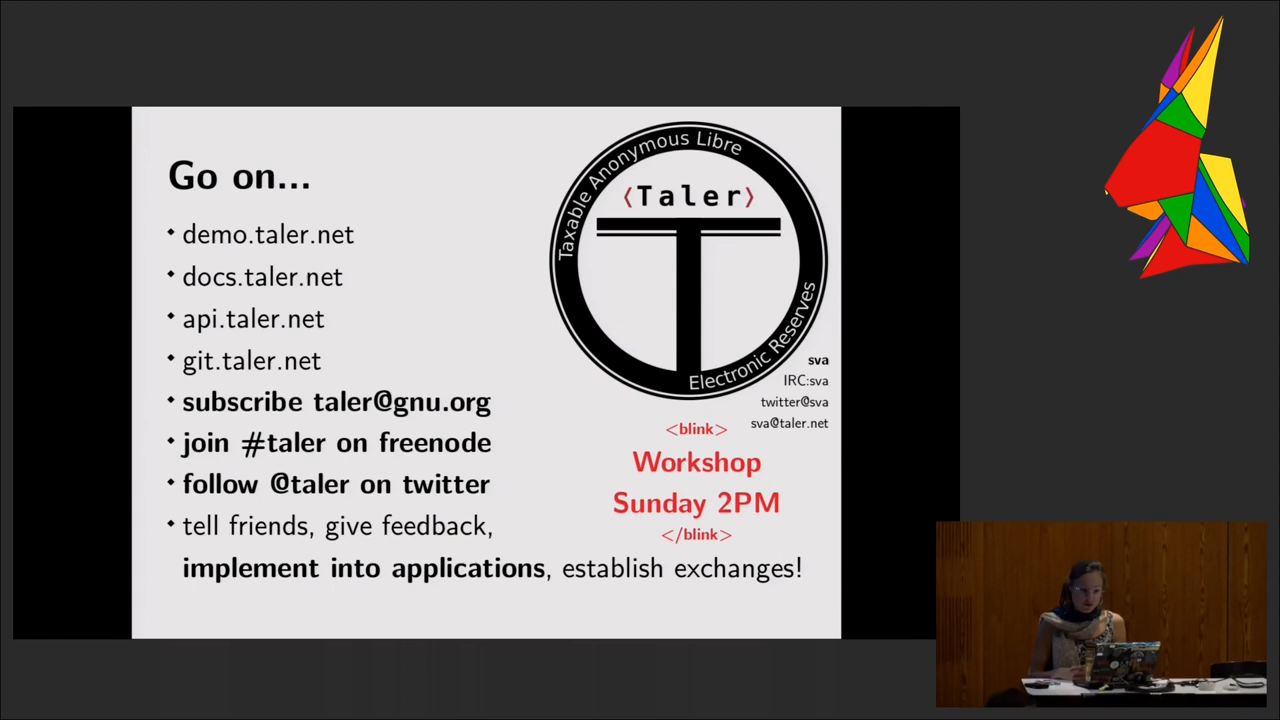 Go on...
demo.taler.net
docs.taler.net
api.taler.net
git.taler.net
subscribe taler@gnu.org
join #taler on freenode
follow @taler on twitter
tell friends, give feedback,
implement into applications, establish exchanges!
Taxable Anonymous Libre
⟨Taler⟩
Electronic Reserves
sva
IRC:sva
twitter@sva
sva@taler.net
<blink>
Workshop
Sunday 2PM
</blink>